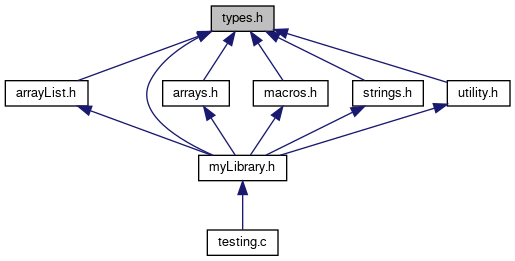 types.h
arrayList.h
arrays.h
macros.h
strings.h
utility.h
myLibrary.h
testing.c